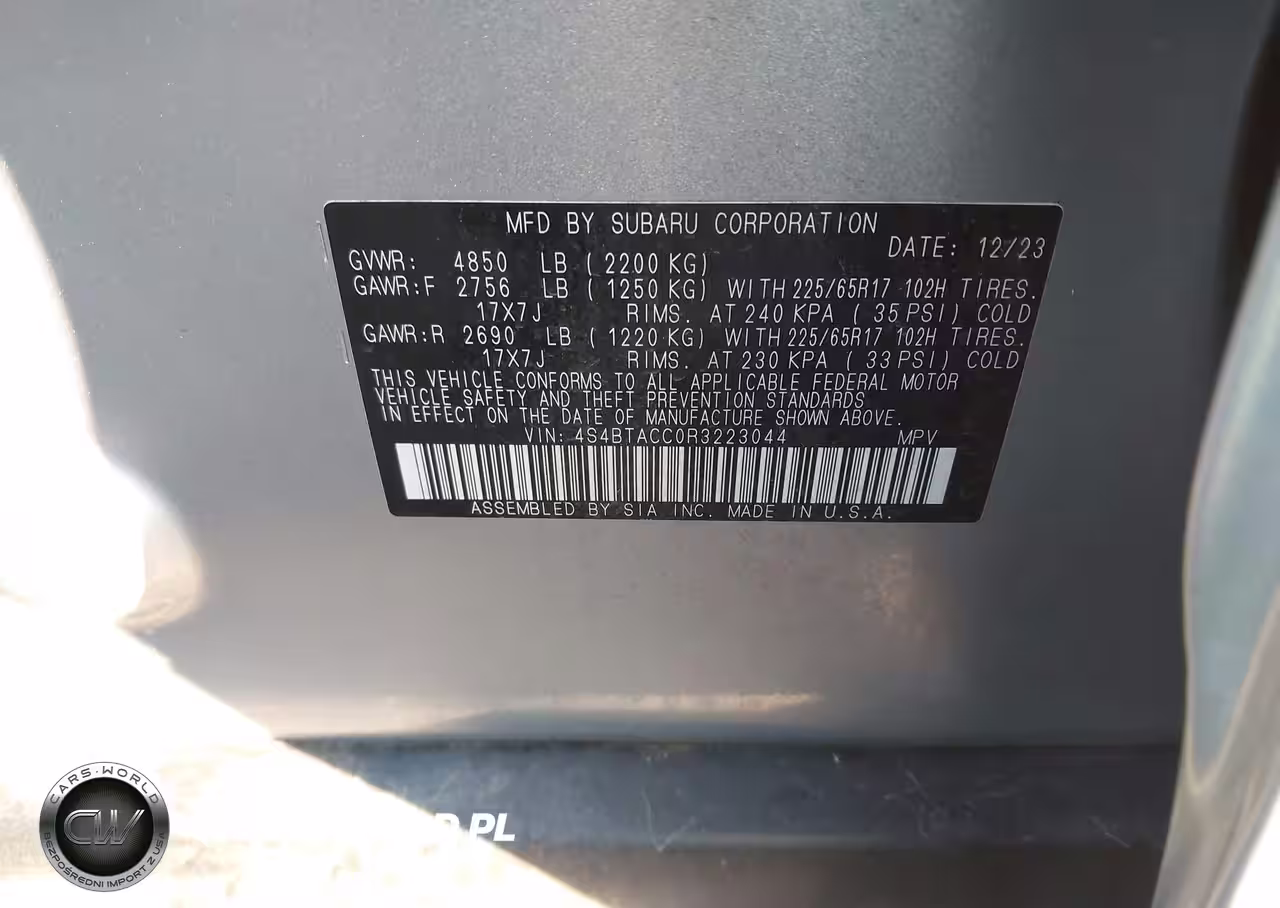 MFD BY SUBARU CORPORATION
DATE: 12/23
GVWR: 4850 LB (2200 KG)
GAWR:F 2756 LB (1250 KG) WITH 225/65R17 102H TIRES.
17X7J RIMS. AT 240 KPA (35 PSI) COLD
GAWR:R 2690 LB (1220 KG) WITH 225/65R17 102H TIRES.
17X7J RIMS. AT 230 KPA (33 PSI) COLD
THIS VEHICLE CONFORMS TO ALL APPLICABLE FEDERAL MOTOR
VEHICLE SAFETY AND THEFT PREVENTION STANDARDS
IN EFFECT ON THE DATE OF MANUFACTURE SHOWN ABOVE.
VIN: 4S4BTACC0R3223044 MPV
ASSEMBLED BY SIA INC. MADE IN U.S.A.
CARS·WORLD
CW
BEZPOŚREDNI IMPORT Z USA
D.PL